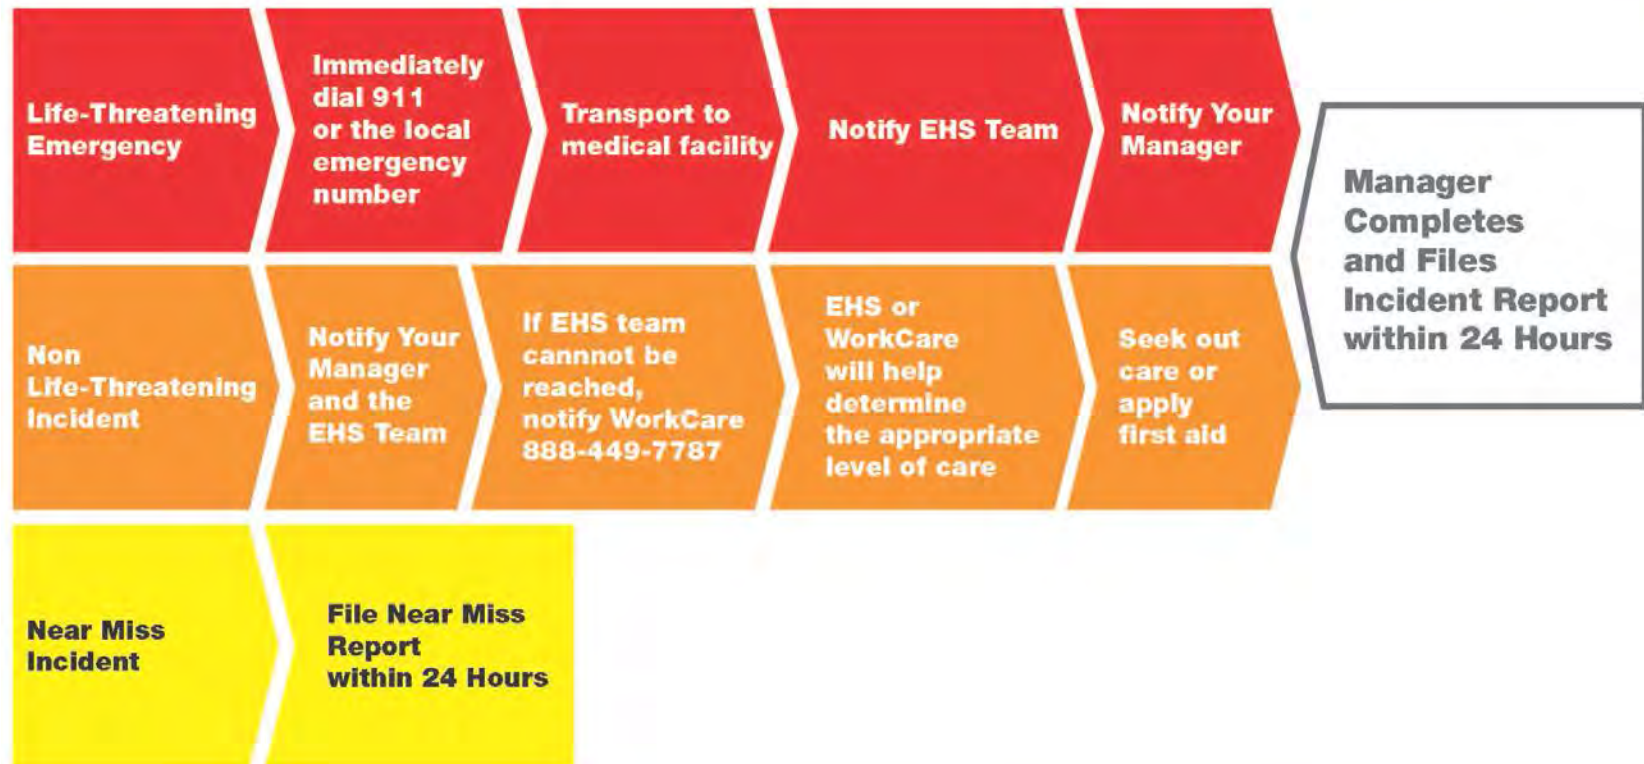 Life-Threatening
Emergency
Immediately
dial 911
or the local
emergency
number
Transport to
medical facility
Notify EHS Team
Notify Your
Manager
Non
Life-Threatening
Incident
Notify Your
Manager
and the
EHS Team
If EHS team
cannnot be
reached,
notify WorkCare
888-449-7787
EHS or
WorkCare
will help
determine
the appropriate
level of care
Seek out
care or
apply
first aid
Manager
Completes
and Files
Incident Report
within 24 Hours
Near Miss
Incident
File Near Miss
Report
within 24 Hours